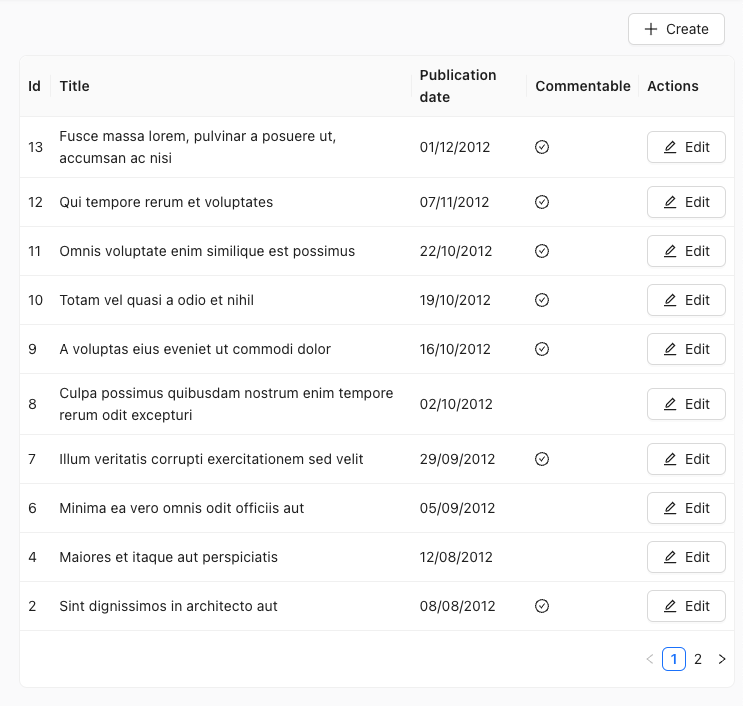 Create
Id Title Publication date Commentable Actions
13 Fusce massa lorem, pulvinar a posuere ut,
accumsan ac nisi 01/12/2012 Edit
12 Qui tempore rerum et voluptates 07/11/2012 Edit
11 Omnis voluptate enim similique est possimus 22/10/2012 Edit
10 Totam vel quasi a odio et nihil 19/10/2012 Edit
9 A voluptas eius eveniet ut commodi dolor 16/10/2012 Edit
8 Culpa possimus quibusdam nostrum enim tempore
rerum odit excepturi 02/10/2012 Edit
7 Illum veritatis corrupti exercitationem sed velit 29/09/2012 Edit
6 Minima ea vero omnis odit officiis aut 05/09/2012 Edit
4 Maiores et itaque aut perspiciatis 12/08/2012 Edit
2 Sint dignissimos in architecto aut 08/08/2012 Edit
1 2